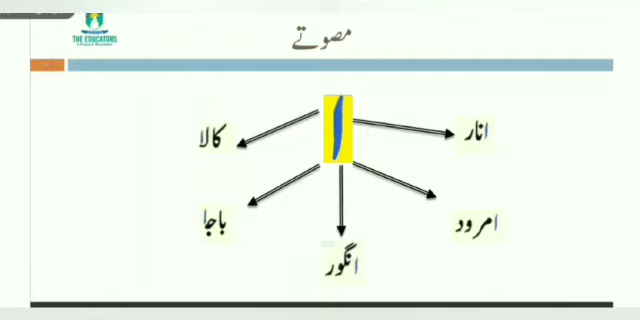 THE EDUCATORS
مصوتے
ا
انار
کالا
امرود
باجا
انگور